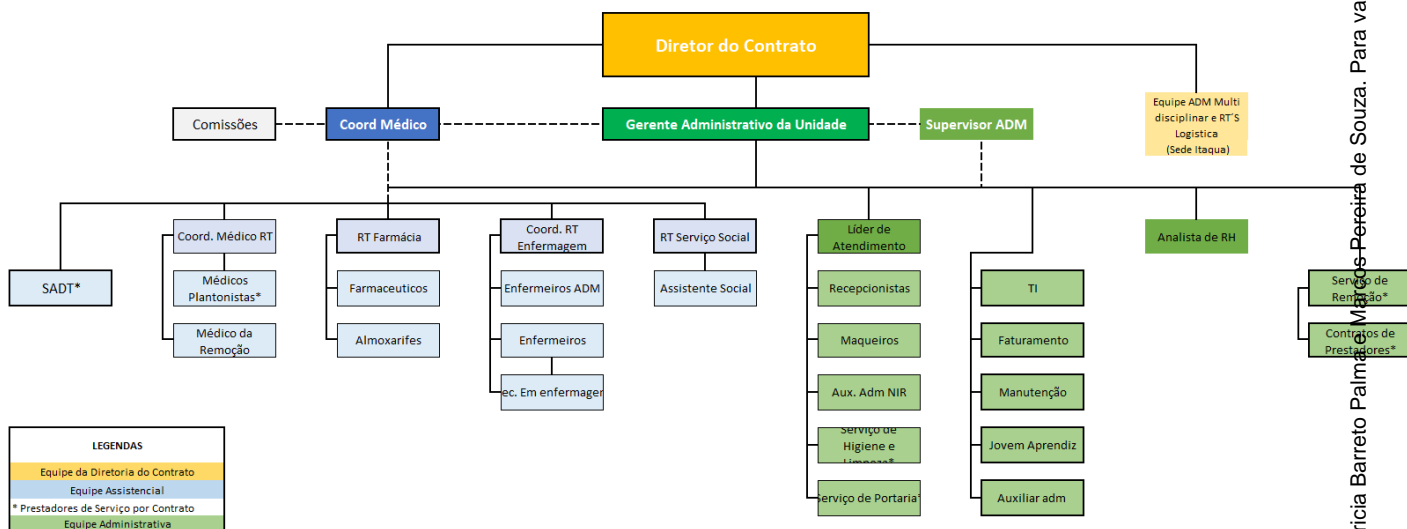 Diretor do Contrato
Comissões
Coord Médico
Gerente Administrativo da Unidade
Supervisor ADM
Equipe ADM Multi
disciplinar e RT´S
Logistica
(Sede Itaqua)
Coord. Médico RT
RT Farmácia
Coord. RT
Enfermagem
RT Serviço Social
Líder de
Atendimento
Analista de RH
SADT*
Médicos
Plantonistas*
Farmaceuticos
Enfermeiros ADM
Assistente Social
Recepcionistas
TI
Serviço de
Remoção*
Médico da
Remoção
Almoxarifes
Enfermeiros
Maqueiros
Faturamento
Contratos de
Prestadores*
ec. Em enfermagem
Aux. Adm NIR
Manutenção
Serviço de
Higiene e
Limpeza*
Jovem Aprendiz
Serviço de Portaria*
Auxiliar adm
LEGENDAS
Equipe da Diretoria do Contrato
Equipe Assistencial
* Prestadores de Serviço por Contrato
Equipe Administrativa
ricia Barreto Palma e Marcos Pereira de Souza. Para va